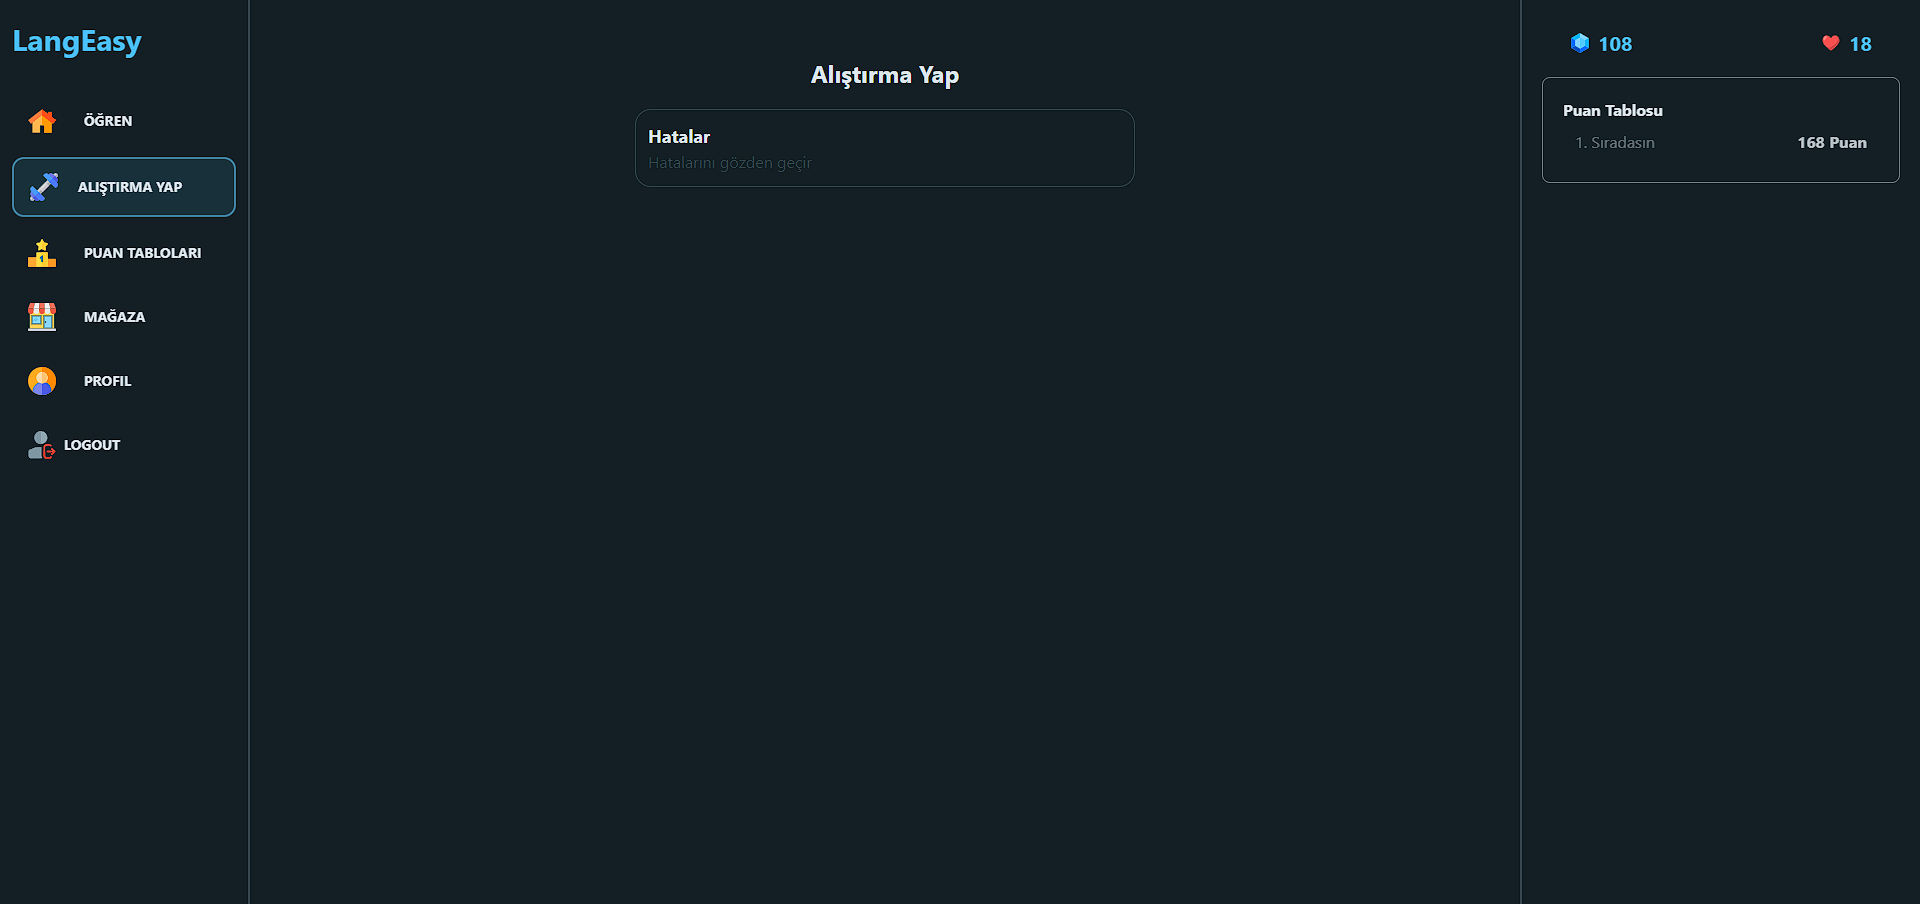 LangEasy
ÖĞREN
ALIŞTIRMA YAP
PUAN TABLOLARI
MAĞAZA
PROFIL
LOGOUT
Alıştırma Yap
Hatalar
Hatalarını gözden geçir
108
18
Puan Tablosu
1. Sıradasın 168 Puan